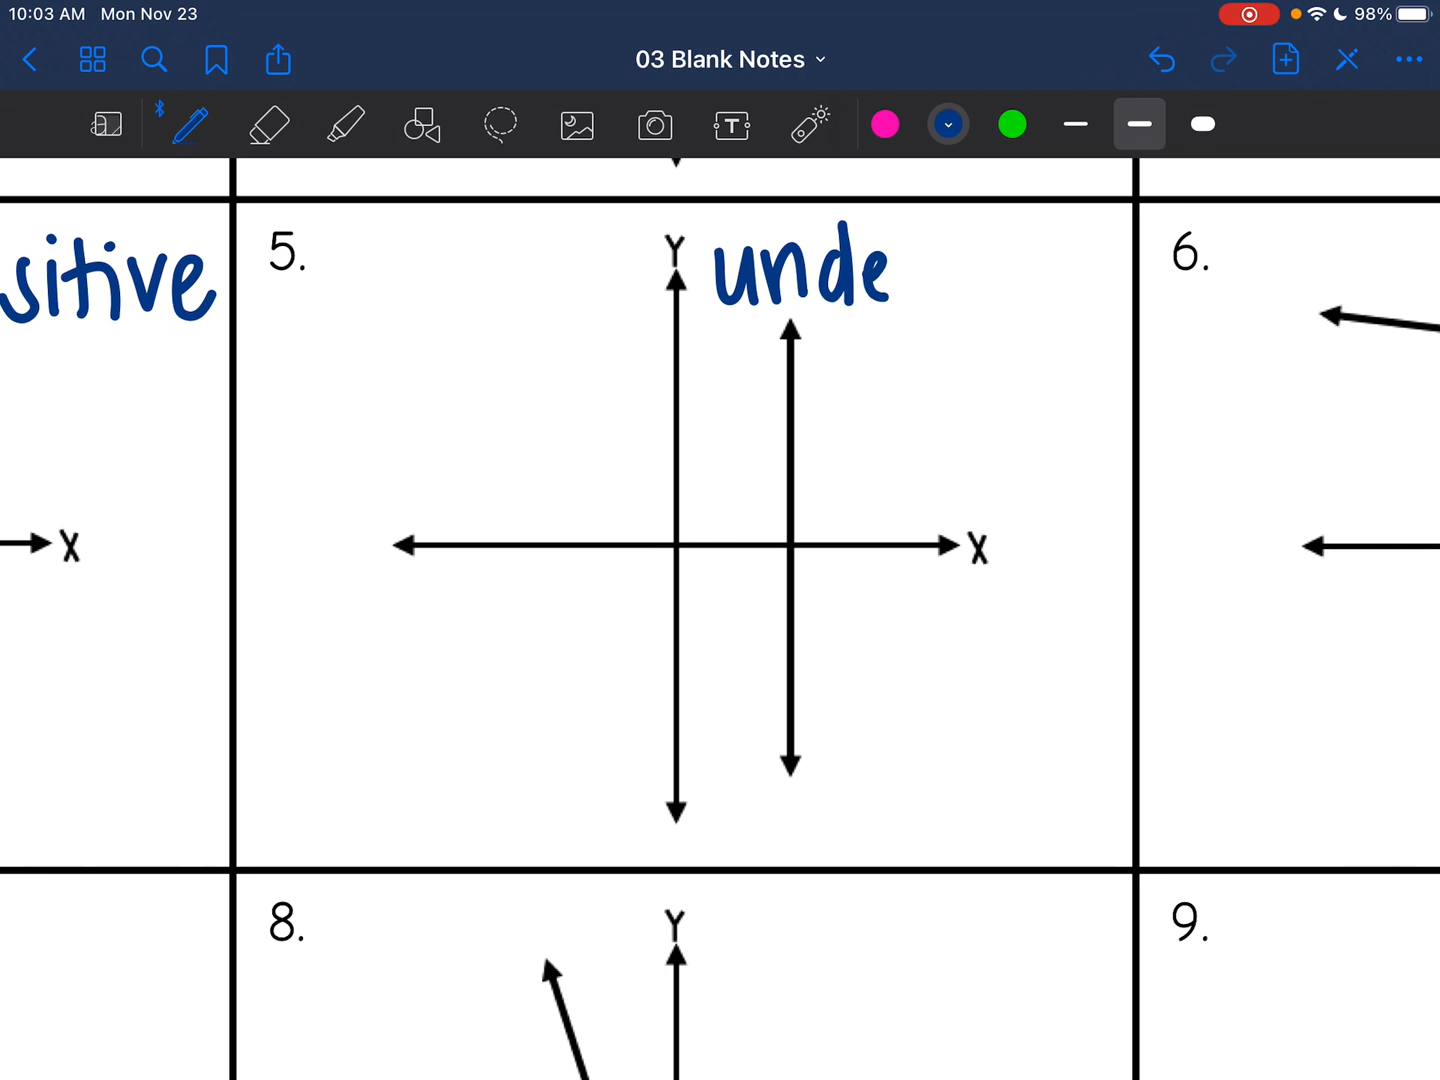 10:03 AM Mon Nov 23
98%
03 Blank Notes
T
sitive
5.
Y
unde
6.
X
X
8.
Y
9.